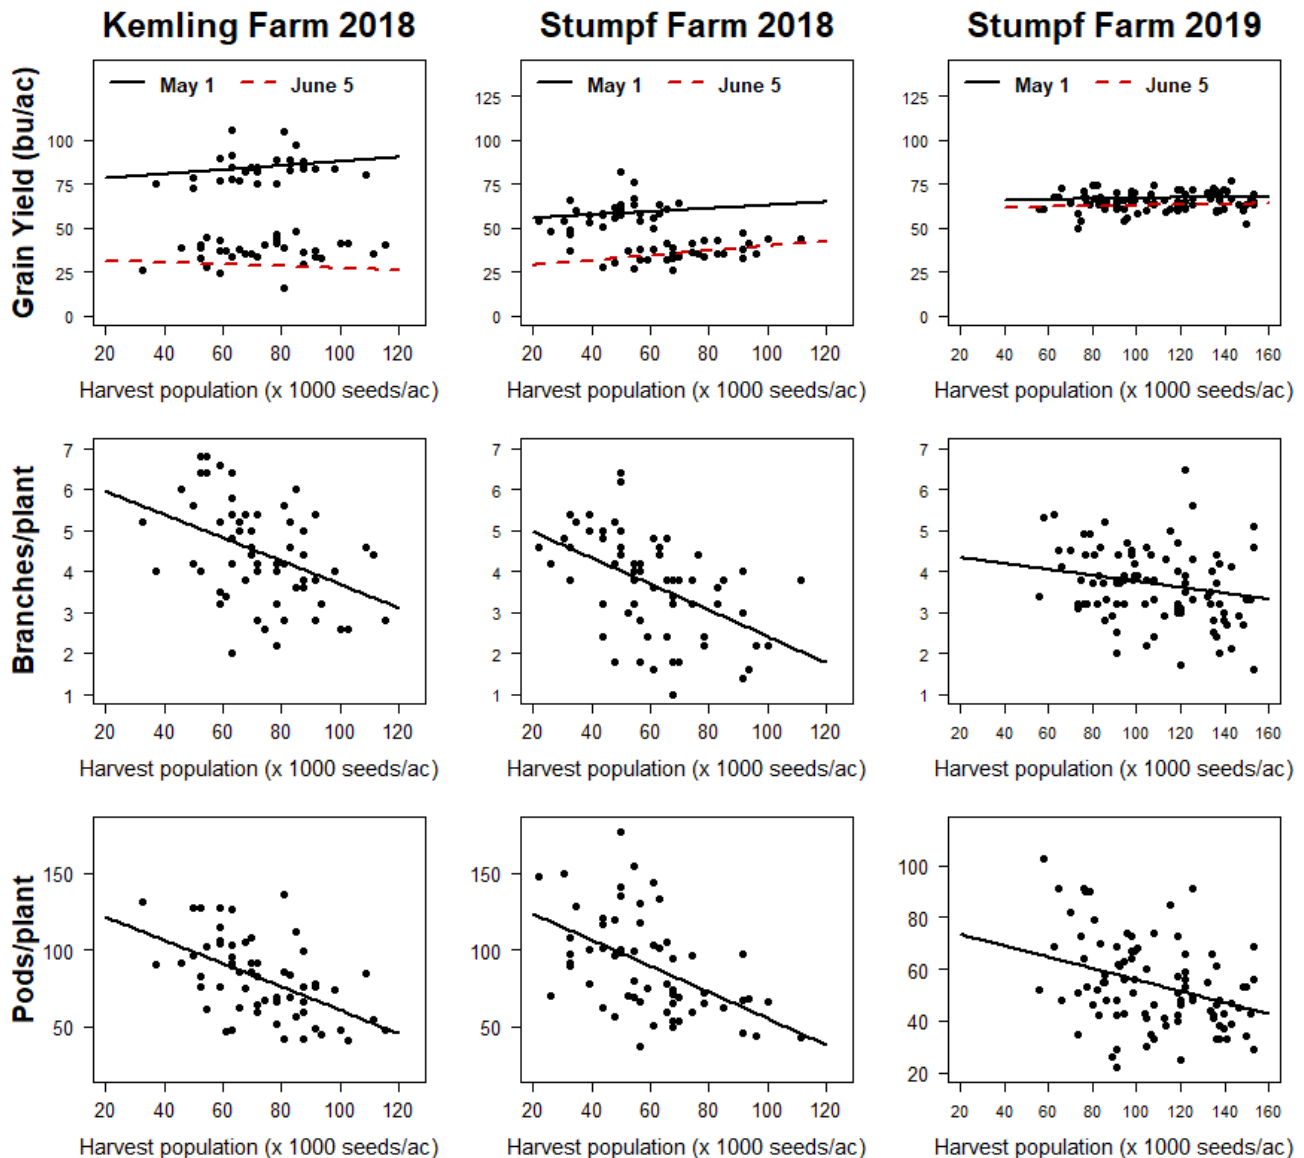 Kemling Farm 2018
Stumpf Farm 2018
Stumpf Farm 2019
Grain Yield (bu/ac)
May 1
June 5
100
75
50
25
0
20 40 60 80 100 120
Harvest population (x 1000 seeds/ac)
May 1
June 5
125
100
75
50
25
0
20 40 60 80 100 120
Harvest population (x 1000 seeds/ac)
May 1
June 5
125
100
75
50
25
0
20 40 60 80 100 120 140 160
Harvest population (x 1000 seeds/ac)
Branches/plant
7
6
5
4
3
2
1
20 40 60 80 100 120
Harvest population (x 1000 seeds/ac)
7
6
5
4
3
2
1
20 40 60 80 100 120
Harvest population (x 1000 seeds/ac)
7
6
5
4
3
2
1
20 40 60 80 100 120 140 160
Harvest population (x 1000 seeds/ac)
Pods/plant
150
100
50
20 40 60 80 100 120
Harvest population (x 1000 seeds/ac)
150
100
50
20 40 60 80 100 120
Harvest population (x 1000 seeds/ac)
100
80
60
40
20
20 40 60 80 100 120 140 160
Harvest population (x 1000 seeds/ac)